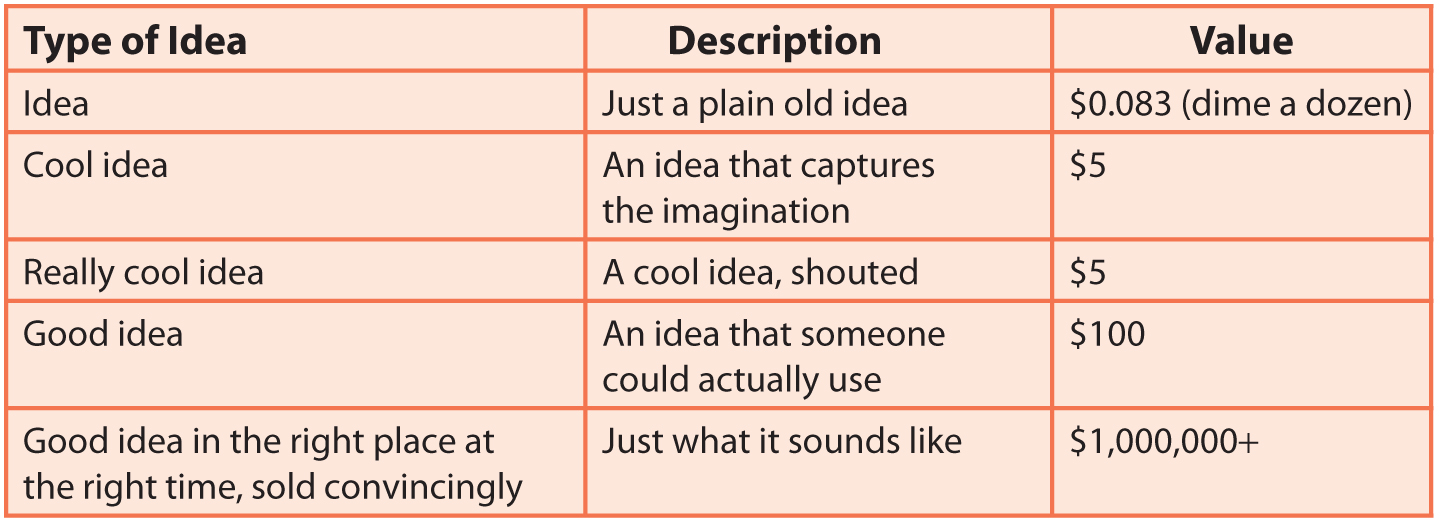 Type of Idea Description Value
Idea Just a plain old idea $0.083 (dime a dozen)
Cool idea An idea that captures $5
the imagination
Really cool idea A cool idea, shouted $5
Good idea An idea that someone $100
could actually use
Good idea in the right place at Just what it sounds like $1,000,000+
the right time, sold convincingly